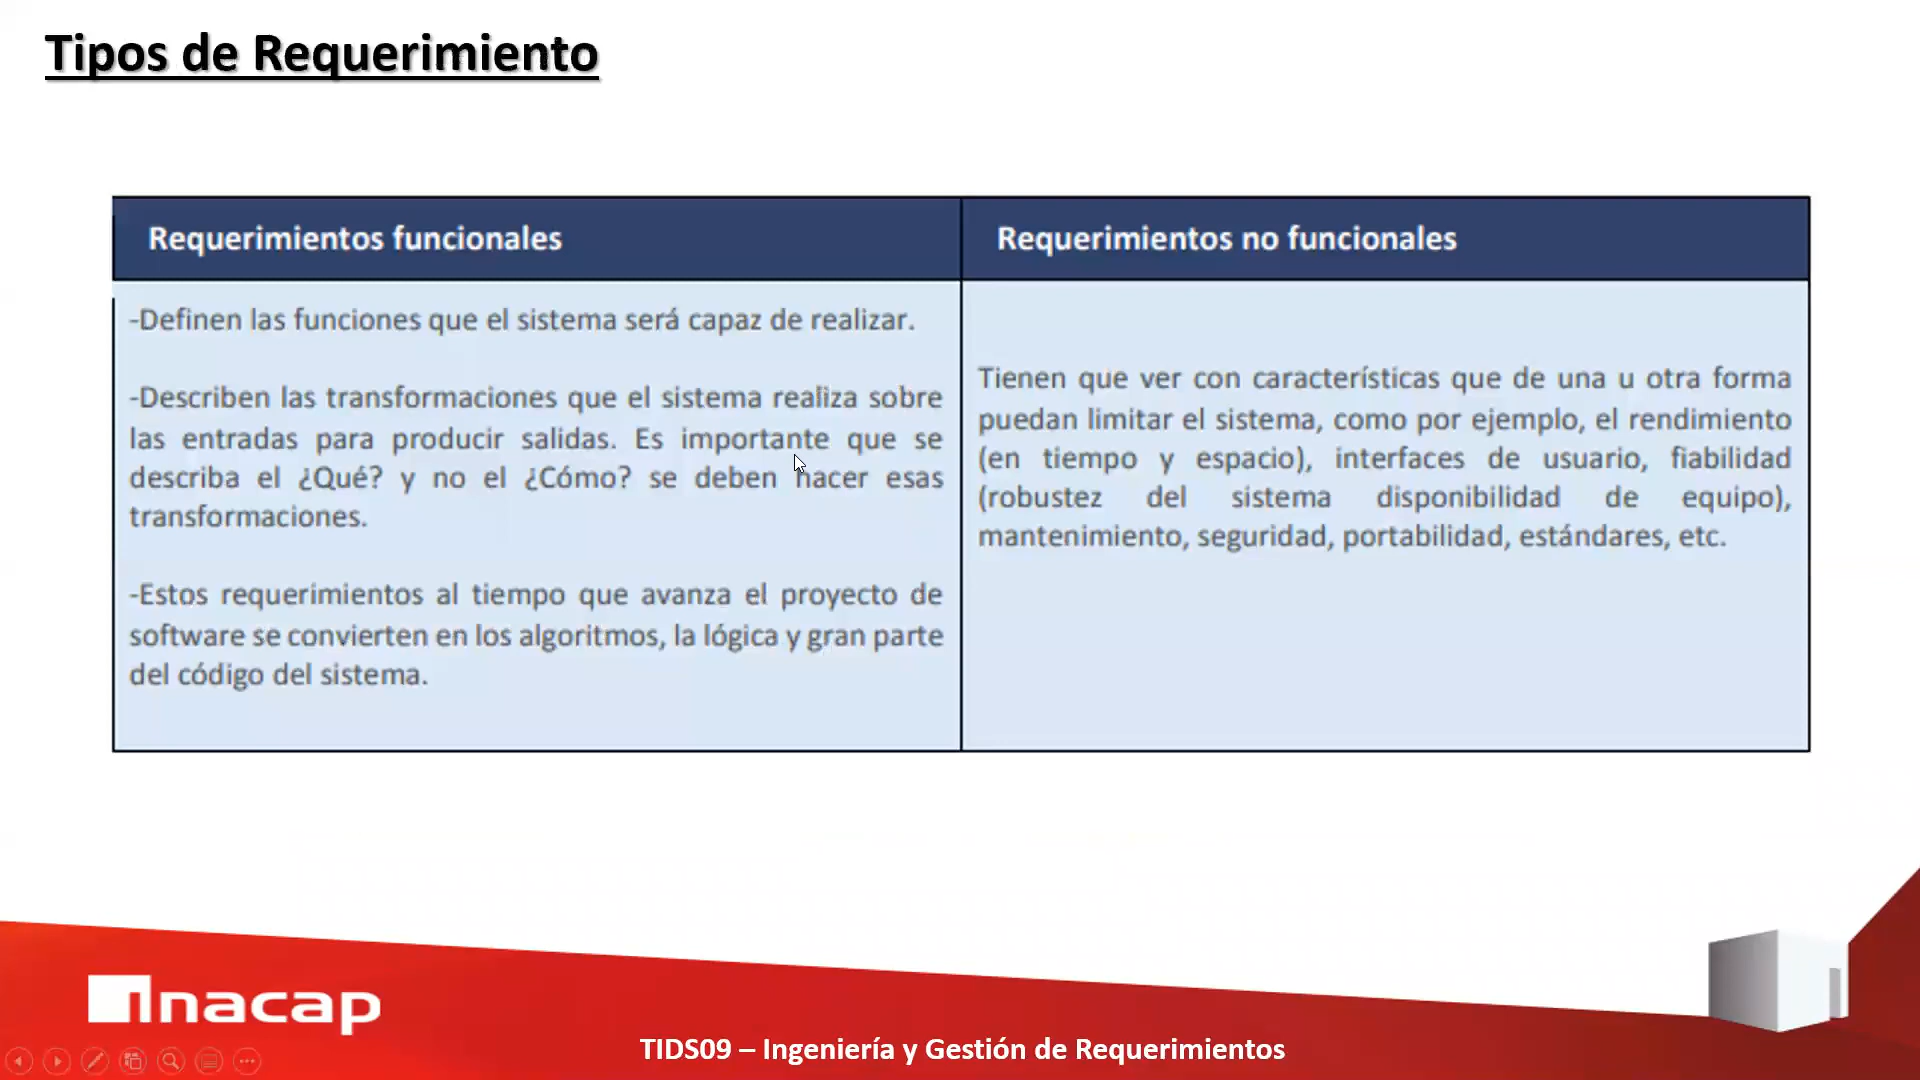 Tipos de Requerimiento
Requerimientos funcionales
-Definen las funciones que el sistema será capaz de realizar.
-Describen las transformaciones que el sistema realiza sobre
las entradas para producir salidas. Es importante que se
describa el ¿Qué? y no el ¿Cómo? se deben hacer esas
transformaciones.
-Estos requerimientos al tiempo que avanza el proyecto de
software se convierten en los algoritmos, la lógica y gran parte
del código del sistema.
Requerimientos no funcionales
Tienen que ver con características que de una u otra forma
puedan limitar el sistema, como por ejemplo, el rendimiento
(en tiempo y espacio), interfaces de usuario, fiabilidad
(robustez del sistema disponibilidad de equipo),
mantenimiento, seguridad, portabilidad, estándares, etc.
Inacap
TIDS09 – Ingeniería y Gestión de Requerimientos